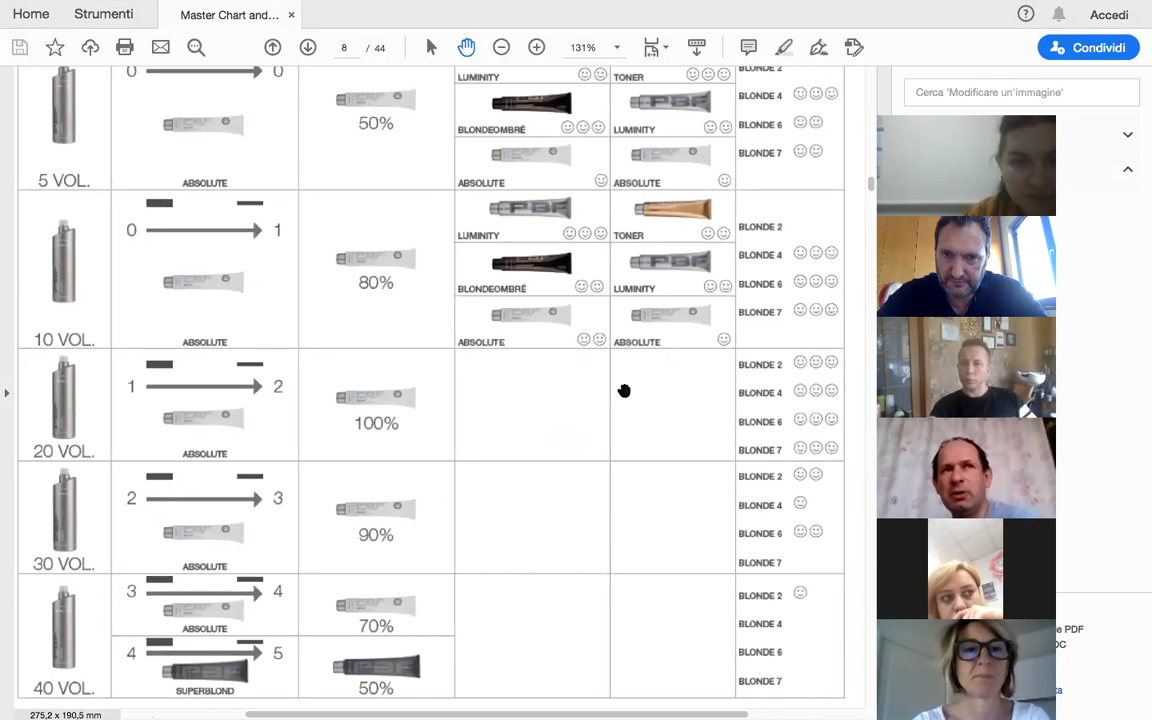 Home Strumenti Master Chart and... × Accedi
8 / 44 131% Condividi
Cerca 'Modificare un'immagine'
0 0
LUMINITY TONER BLONDE 2
50% BLONDE 4
BLONDEOMBRÉ LUMINITY BLONDE 6
BLONDE 7
5 VOL. ABSOLUTE ABSOLUTE ABSOLUTE
0 1
LUMINITY TONER BLONDE 2
80% BLONDE 4
BLONDEOMBRÉ LUMINITY BLONDE 6
BLONDE 7
10 VOL. ABSOLUTE ABSOLUTE ABSOLUTE
BLONDE 2
1 2
BLONDE 4
100% BLONDE 6
20 VOL. ABSOLUTE BLONDE 7
BLONDE 2
2 3
BLONDE 4
90% BLONDE 6
30 VOL. ABSOLUTE BLONDE 7
3 4 BLONDE 2
ABSOLUTE 70% BLONDE 4
4 5 BLONDE 6
40 VOL. SUPERBLOND 50% BLONDE 7
e PDF
275,2 x 190,5 mm